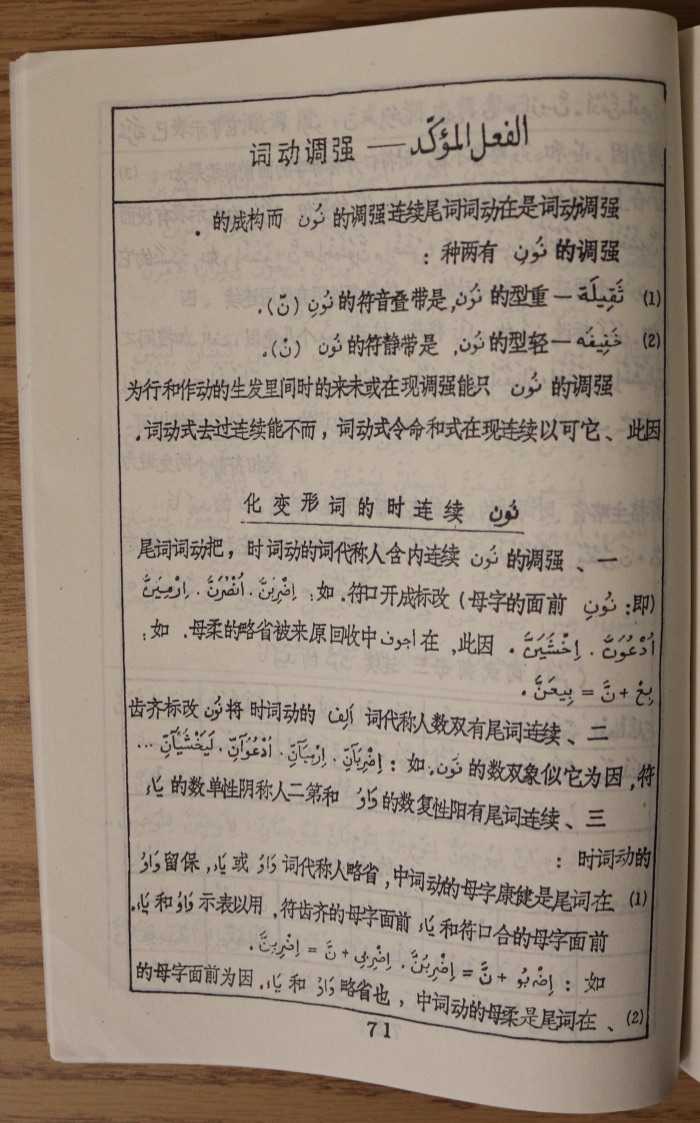 الفعل المؤكّد — 强调动词
强调动词是在动词词尾连续强调的 نُون 而构成的.
强调的 نُونِ 有两种:
(1) ثَقِيلَة — 重型的 نُون, 是带叠音符的 نُونِ (نّ).
(2) خَفِيفَه — 轻型的 نُون, 是带静符的 نُون (نْ).
强调的 نُون 只能强调现在或未来的时间里发生的动作和行为
因此、它可以连续现在式和命令式动词,而不能连续过去式动词.
نُون 连续时的词形变化
一、强调的 نُون 连续内含人称代词的动词时,把动词词尾
(即: نُونِ 前面的字母)改标成开口符. 如: اِضْرِبَنَّ. اُنْصُرَنَّ. اِرْمِيَنَّ
اُدْعُوَنَّ. اِخْشَيَنَّ. 因此, 在 اجوف 中收回原来被省略的柔母. 如:
بِعْ + نَّ = بِيعَنَّ.
二、连续词尾有双数人称代词 اَلِف 的动词时将 نُون 改标齐齿
符,因为它似象双数的 نُون. 如: اِضْرِبَانِّ. اِرْمِيَانِّ. اُدْعُوَانِّ. لَيَخْشَيَانِّ ...
三、连续词尾有阳性复数的 وَاوُ 和第二人称阴性单数的 يَاء
的动词时:
(1) 在词尾是健康字母的动词中,省略人称代词 وَاوُ 或 يَاء, 保留 وَاوُ
前面字母的合口符和 يَاء 前面字母的齐齿符. 用以表示 وَاوُ 和 يَاء.
如: اِضْرِبُو + نَّ = اِضْرِبُنَّ. اِضْرِبِي + نَّ = اِضْرِبِنَّ.
(2)、在词尾是柔母的动词中,也省略 وَاوُ 和 يَاء. 因为前面字母的
71